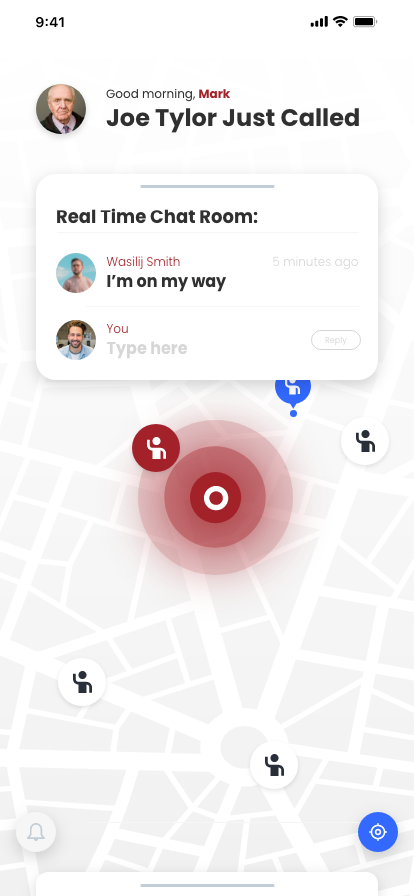 9:41
Good morning, Mark
Joe Tylor Just Called
Real Time Chat Room:
Wasilij Smith
5 minutes ago
I'm on my way
You
Type here
Reply